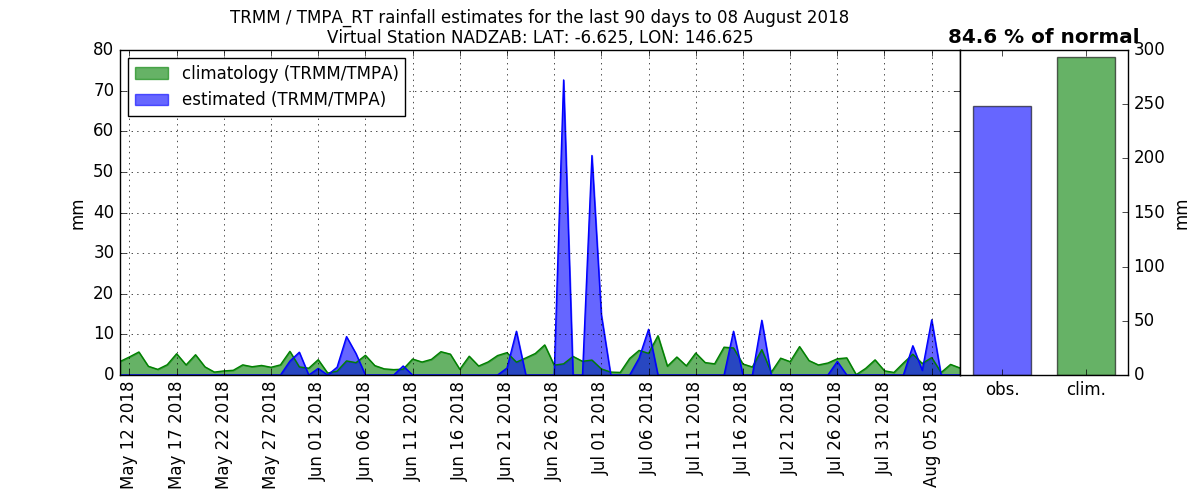 TRMM / TMPA_RT rainfall estimates for the last 90 days to 08 August 2018
Virtual Station NADZAB: LAT: -6.625, LON: 146.625
84.6 % of normal
climatology (TRMM/TMPA)
estimated (TRMM/TMPA)
mm
80
70
60
50
40
30
20
10
0
May 12 2018
May 17 2018
May 22 2018
May 27 2018
Jun 01 2018
Jun 06 2018
Jun 11 2018
Jun 16 2018
Jun 21 2018
Jun 26 2018
Jul 01 2018
Jul 06 2018
Jul 11 2018
Jul 16 2018
Jul 21 2018
Jul 26 2018
Jul 31 2018
Aug 05 2018
300
250
200
150
100
50
0
mm
obs.
clim.